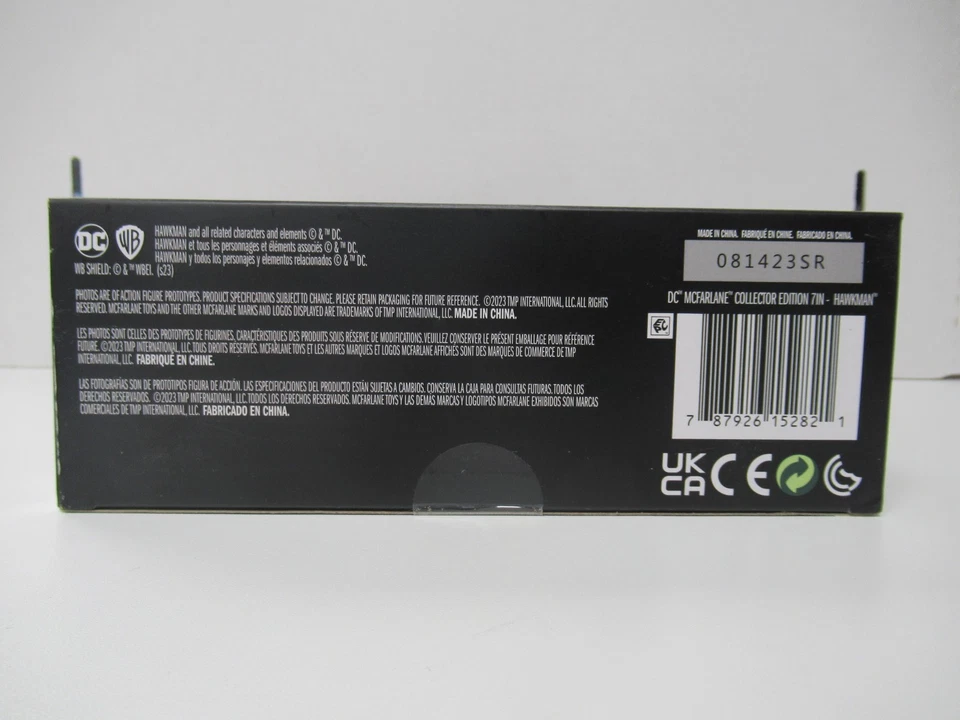 DC
WB
HAWKMAN and all related characters and elements © & ™ DC.
HAWKMAN et tous les personnages et éléments associés © & ™ DC.
HAWKMAN y todos los personajes y elementos relacionados © & ™ DC.
WB SHIELD: © & ™ WBEI. (s23)
PHOTOS ARE OF ACTION FIGURE PROTOTYPES. PRODUCT SPECIFICATIONS SUBJECT TO CHANGE. PLEASE RETAIN PACKAGING FOR FUTURE REFERENCE. ©2023 TMP INTERNATIONAL, LLC. ALL RIGHTS
RESERVED. MCFARLANE TOYS AND THE OTHER MCFARLANE MARKS AND LOGOS DISPLAYED ARE TRADEMARKS OF TMP INTERNATIONAL, LLC. MADE IN CHINA.
LES PHOTOS SONT CELLES DES PROTOTYPES DE FIGURINES. CARACTÉRISTIQUES DES PRODUITS SOUS RÉSERVE DE MODIFICATIONS. VEUILLEZ CONSERVER LE PRÉSENT EMBALLAGE POUR RÉFÉRENCE
FUTURE. ©2023 TMP INTERNATIONAL, LLC TOUS DROITS RESERVÉS. MCFARLANE TOYS ET LES AUTRES MARQUES ET LOGOS MCFARLANE AFFICHÉS SONT DES MARQUES DE COMMERCE DE TMP
INTERNATIONAL, LLC. FABRIQUÉ EN CHINE.
LAS FOTOGRAFÍAS SON DE PROTOTIPOS FIGURA DE ACCIÓN. LAS ESPECIFICACIONES DEL PRODUCTO ESTÁN SUJETAS A CAMBIOS. CONSERVA LA CAJA PARA CONSULTAS FUTURAS. TODOS LOS
DERECHOS RESERVADOS. ©2023 TMP INTERNATIONAL, LLC. TODOS LOS DERECHOS RESERVADOS. MCFARLANE TOYS Y LAS DEMÁS MARCAS Y LOGOTIPOS MCFARLANE EXHIBIDOS SON MARCAS
COMERCIALES DE TMP INTERNATIONAL, LLC. FABRICADO EN CHINA.
MADE IN CHINA. FABRIQUÉ EN CHINE. FABRICADO EN CHINA.
081423SR
DC™ MCFARLANE™ COLLECTOR EDITION 7IN - HAWKMAN™
7 87926 15282 1
UK
CA CE